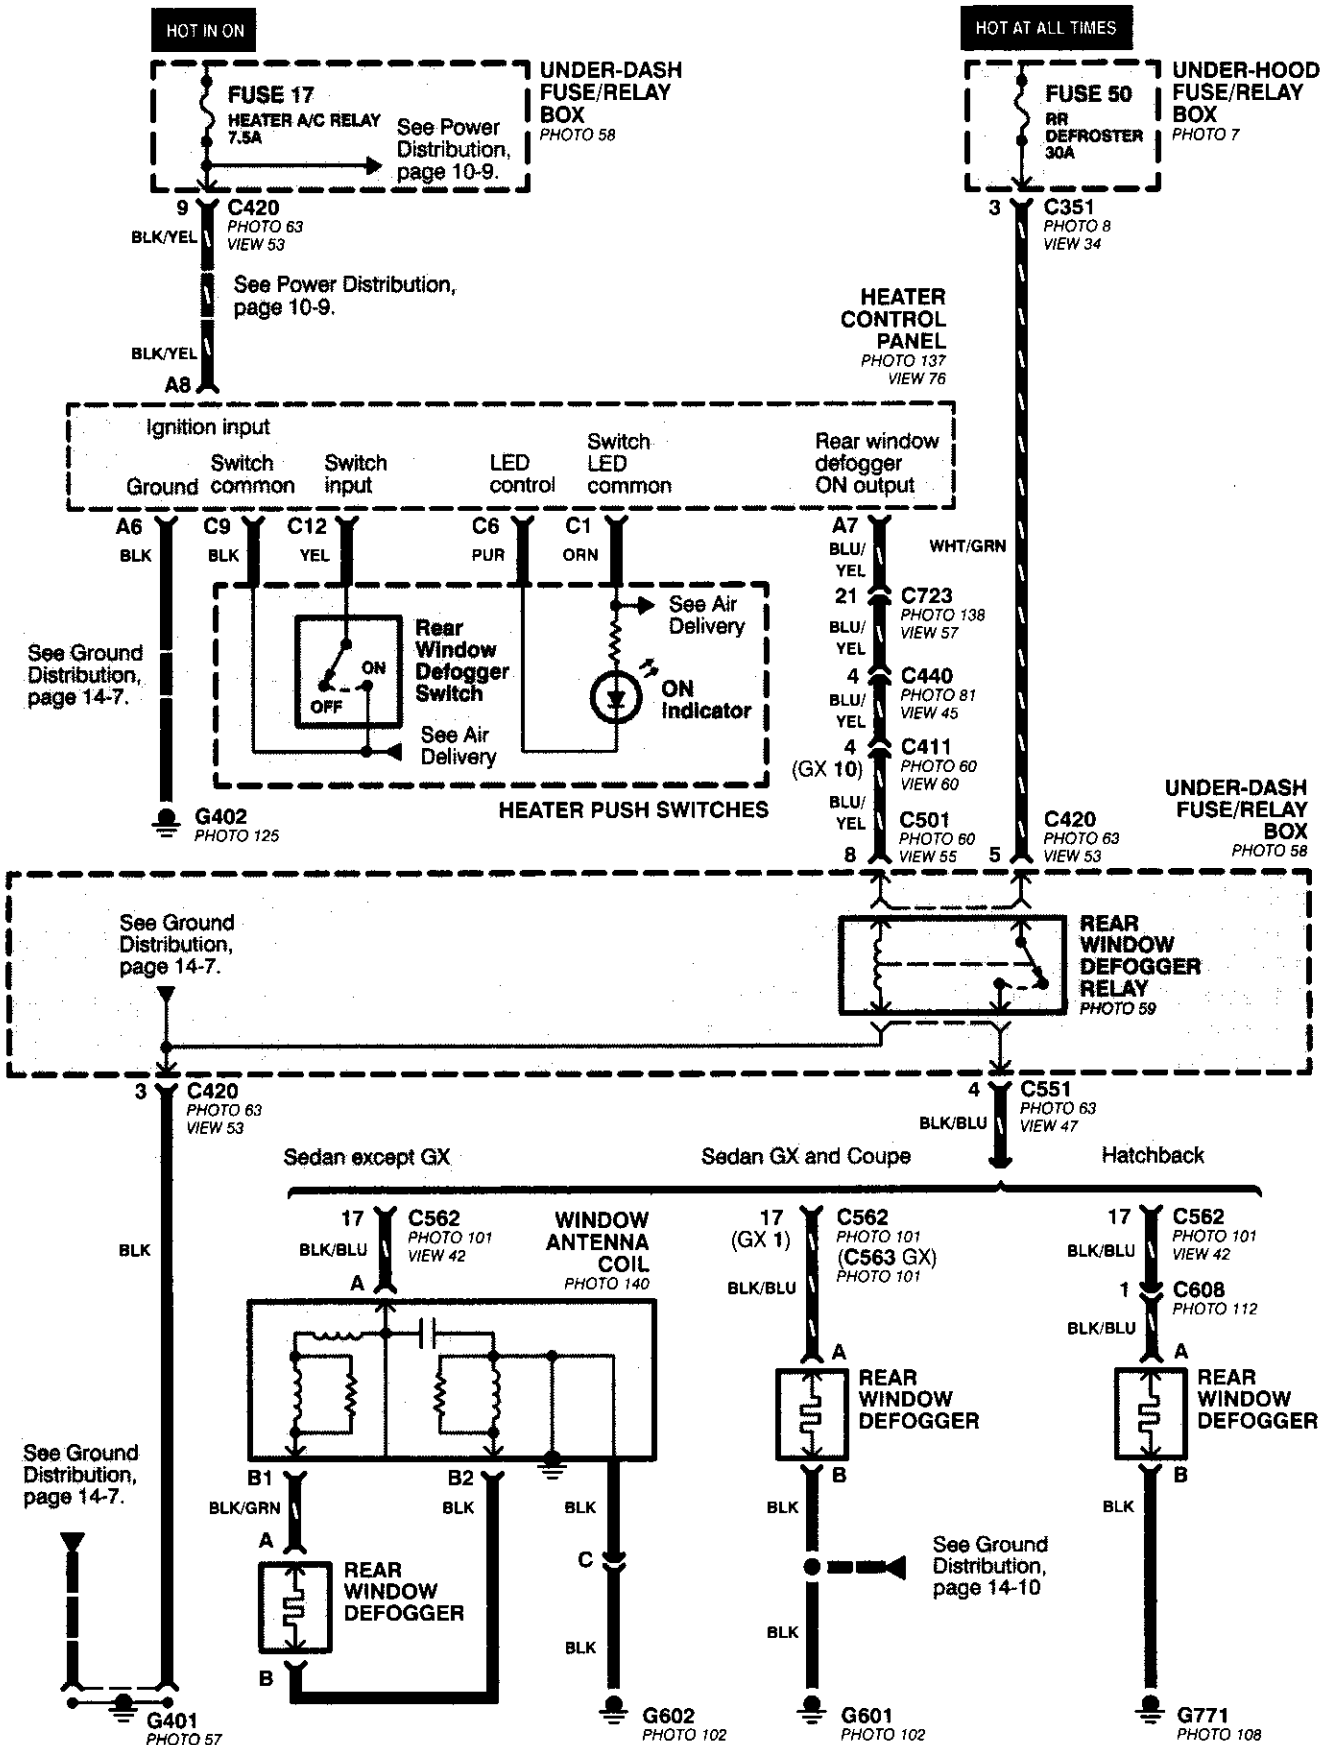 HOT IN ON
HOT AT ALL TIMES
FUSE 17
HEATER A/C RELAY
7.5A
See Power
Distribution,
page 10-9.
UNDER-DASH
FUSE/RELAY
BOX
PHOTO 58
FUSE 50
RR
DEFROSTER
30A
UNDER-HOOD
FUSE/RELAY
BOX
PHOTO 7
9
C420
PHOTO 63
VIEW 53
BLK/YEL
3
C351
PHOTO 8
VIEW 34
See Power Distribution,
page 10-9.
BLK/YEL
A8
HEATER
CONTROL
PANEL
PHOTO 137
VIEW 76
Ignition input
Ground
Switch
common
Switch
input
LED
control
Switch
LED
common
Rear window
defogger
ON output
A6
BLK
C9
BLK
C12
YEL
C6
PUR
C1
ORN
A7
BLU/
YEL
WHT/GRN
21
C723
PHOTO 138
VIEW 57
BLU/
YEL
4
C440
PHOTO 81
VIEW 45
BLU/
YEL
4
(GX 10)
C411
PHOTO 60
VIEW 60
BLU/
YEL
8
C501
PHOTO 60
VIEW 55
5
C420
PHOTO 63
VIEW 53
See Ground
Distribution,
page 14-7.
Rear
Window
Defogger
Switch
ON
OFF
See Air
Delivery
See Air
Delivery
ON
Indicator
HEATER PUSH SWITCHES
G402
PHOTO 125
UNDER-DASH
FUSE/RELAY
BOX
PHOTO 58
See Ground
Distribution,
page 14-7.
REAR
WINDOW
DEFOGGER
RELAY
PHOTO 59
3
C420
PHOTO 63
VIEW 53
4
C551
PHOTO 63
VIEW 47
BLK/BLU
Sedan except GX
Sedan GX and Coupe
Hatchback
BLK
17
C562
PHOTO 101
VIEW 42
BLK/BLU
A
WINDOW
ANTENNA
COIL
PHOTO 140
17
(GX 1)
C562
PHOTO 101
(C563 GX)
PHOTO 101
BLK/BLU
A
REAR
WINDOW
DEFOGGER
B
17
C562
PHOTO 101
VIEW 42
BLK/BLU
1
C608
PHOTO 112
BLK/BLU
A
REAR
WINDOW
DEFOGGER
B
See Ground
Distribution,
page 14-7.
B1
BLK/GRN
A
B2
BLK
BLK
C
BLK
REAR
WINDOW
DEFOGGER
B
BLK
See Ground
Distribution,
page 14-10
BLK
BLK
G401
PHOTO 57
G602
PHOTO 102
G601
PHOTO 102
G771
PHOTO 108